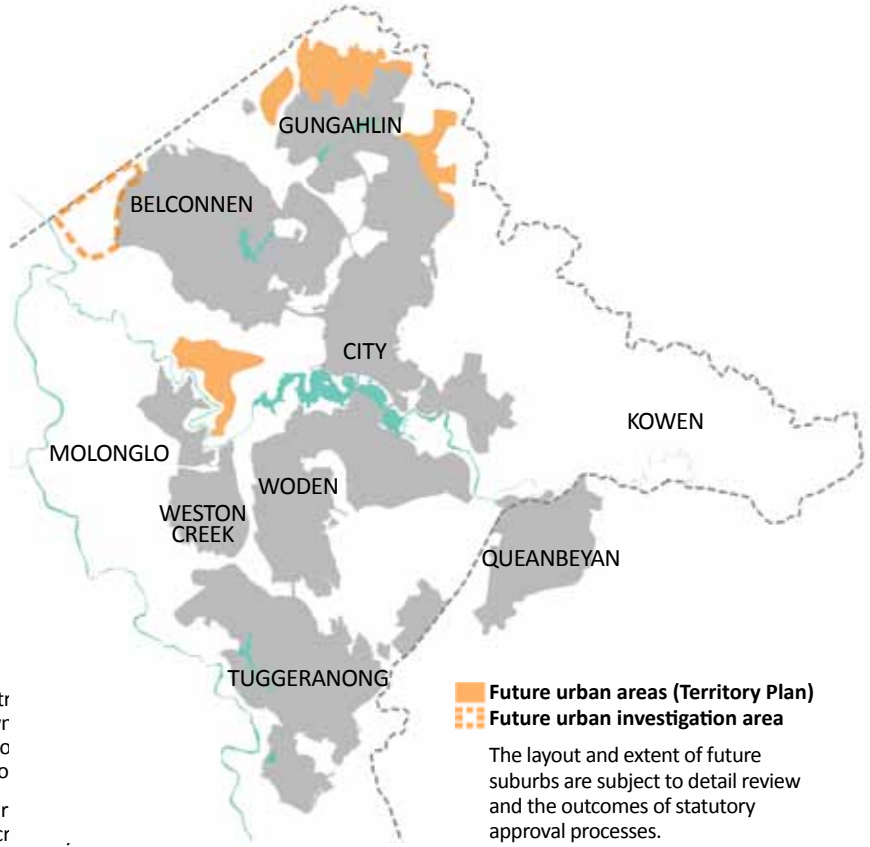 GUNGAHLIN
BELCONNEN
CITY
KOWEN
MOLONGLO
WODEN
WESTON
CREEK
QUEANBEYAN
TUGGERANONG
Future urban areas (Territory Plan)
Future urban investigation area
The layout and extent of future
suburbs are subject to detail review
and the outcomes of statutory
approval processes.